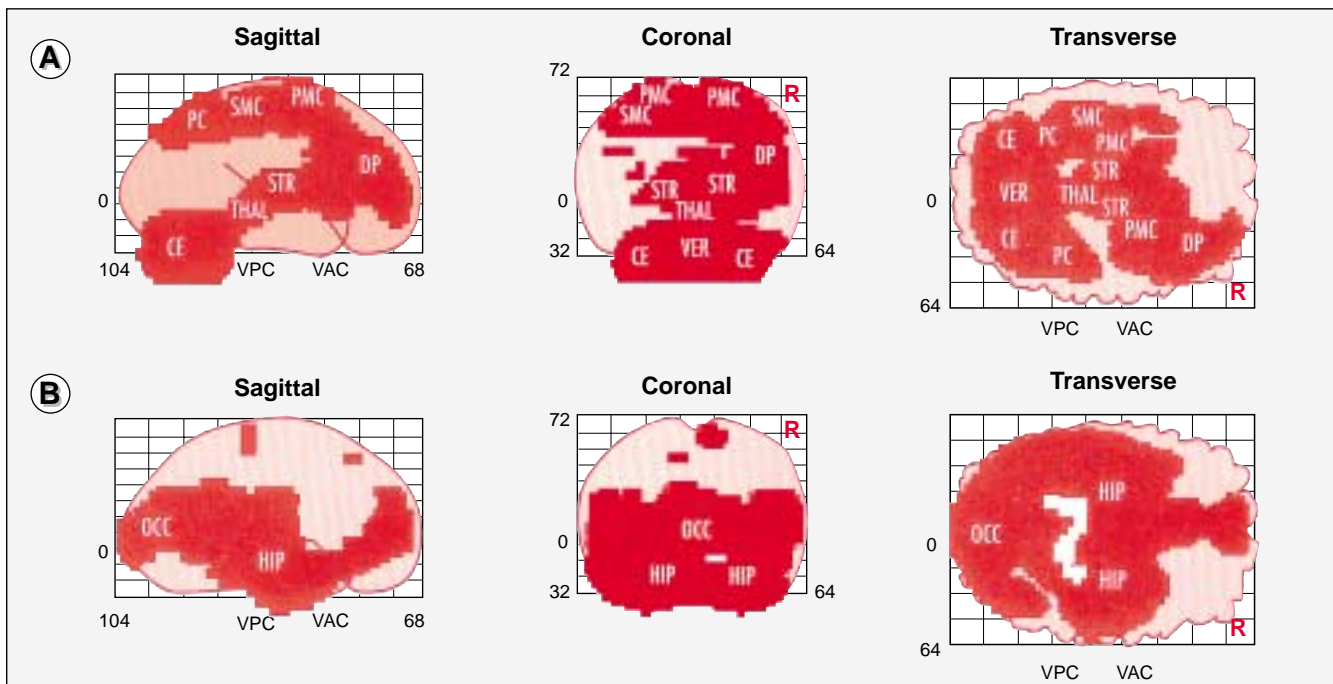 A
Sagittal
PC SMC PMC
DP
STR
THAL
CE
0
104 VPC VAC 68
Coronal
72
R
PMC PMC
SMC
DP
STR STR
THAL
CE VER CE
0
32 64
Transverse
SMC
CE PC PMC
STR
VER THAL
STR
PMC
CE PC DP
0
R
64
VPC VAC
B
Sagittal
OCC
HIP
0
104 VPC VAC 68
Coronal
72
R
OCC
HIP HIP
0
32 64
Transverse
HIP
OCC
HIP
0
R
64
VPC VAC